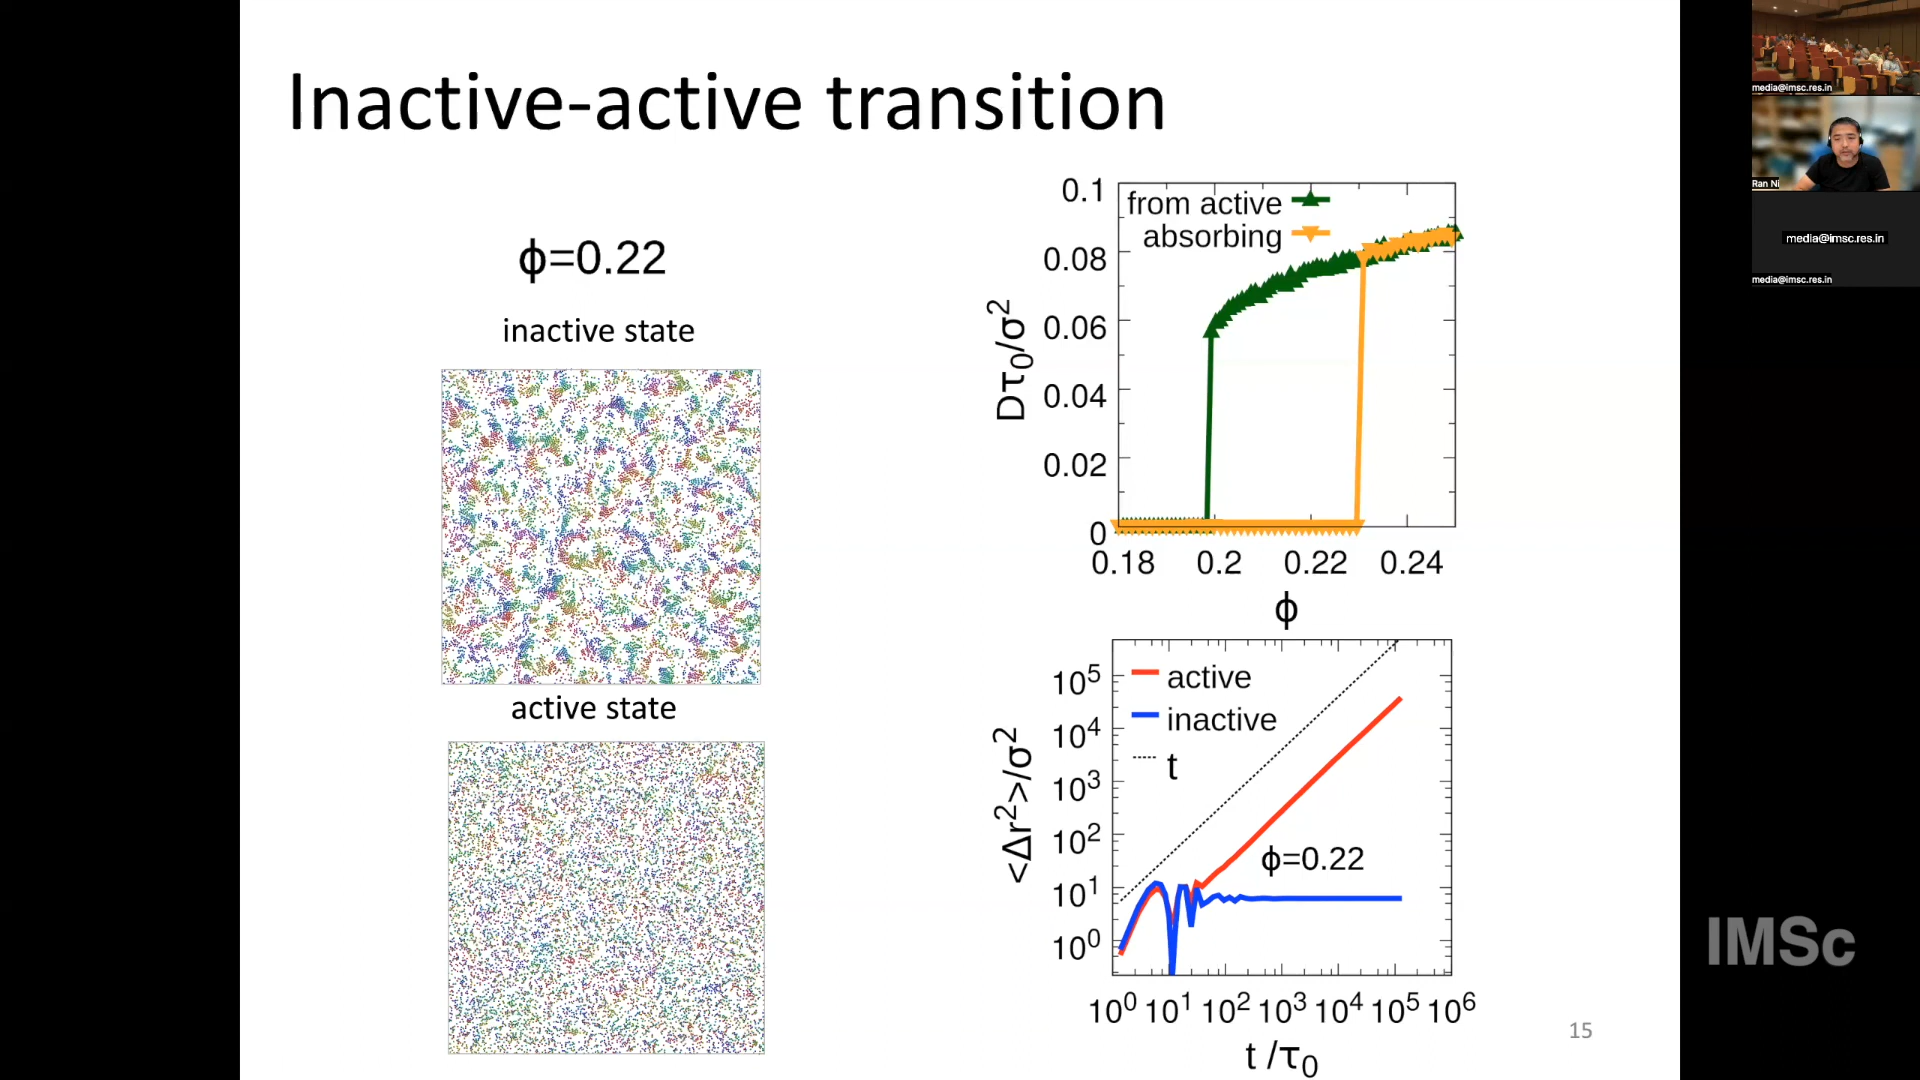 Inactive-active transition
ϕ=0.22
inactive state
active state
0.1
0.08
0.06
0.04
0.02
0
Dτ₀/σ²
from active
absorbing
0.18 0.2 0.22 0.24
ϕ
10⁵
10⁴
10³
10²
10¹
10⁰
<Δr²>/σ²
active
inactive
t
ϕ=0.22
10⁰ 10¹ 10² 10³ 10⁴ 10⁵ 10⁶
t /τ₀
15
media@imsc.res.in
Ran Ni
media@imsc.res.in
media@imsc.res.in
IMSc